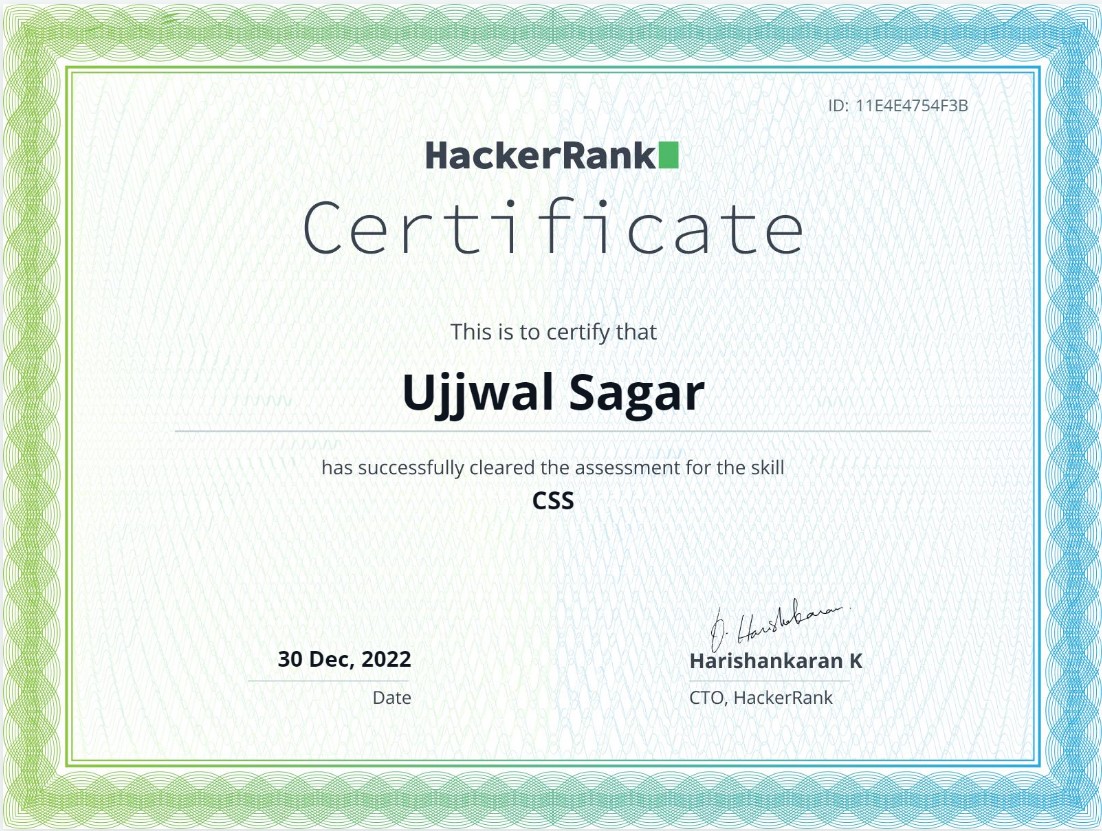 ID: 11E4E4754F3B
HackerRank
Certificate
This is to certify that
Ujjwal Sagar
has successfully cleared the assessment for the skill
CSS
30 Dec, 2022
Date
Harishankaran K
CTO, HackerRank